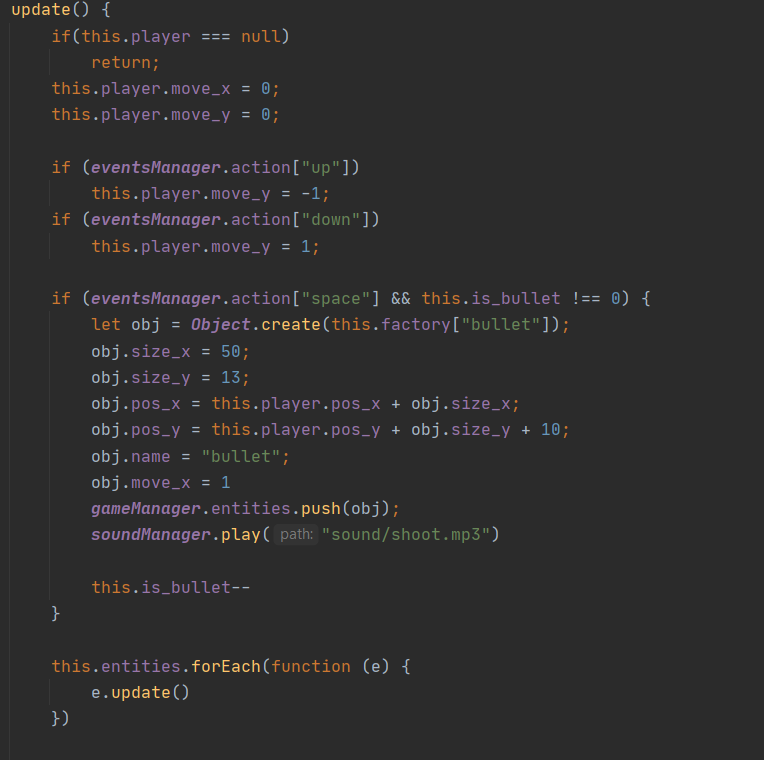 update() {
    if(this.player === null)
        return;
    this.player.move_x = 0;
    this.player.move_y = 0;

    if (eventsManager.action["up"])
        this.player.move_y = -1;
    if (eventsManager.action["down"])
        this.player.move_y = 1;

    if (eventsManager.action["space"] && this.is_bullet !== 0) {
        let obj = Object.create(this.factory["bullet"]);
        obj.size_x = 50;
        obj.size_y = 13;
        obj.pos_x = this.player.pos_x + obj.size_x;
        obj.pos_y = this.player.pos_y + obj.size_y + 10;
        obj.name = "bullet";
        obj.move_x = 1
        gameManager.entities.push(obj);
        soundManager.play( path: "sound/shoot.mp3")

        this.is_bullet--
    }

    this.entities.forEach(function (e) {
        e.update()
    })